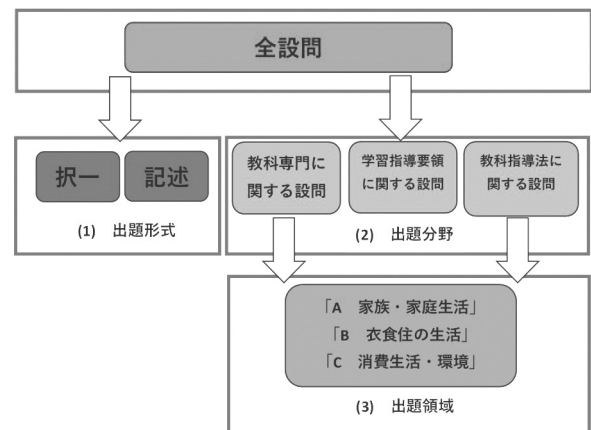 全設問
択一
記述
(1) 出題形式
教科専門に
関する設問
学習指導要領
に関する設問
教科指導法に
関する設問
(2) 出題分野
「A 家族・家庭生活」
「B 衣食住の生活」
「C 消費生活・環境」
(3) 出題領域